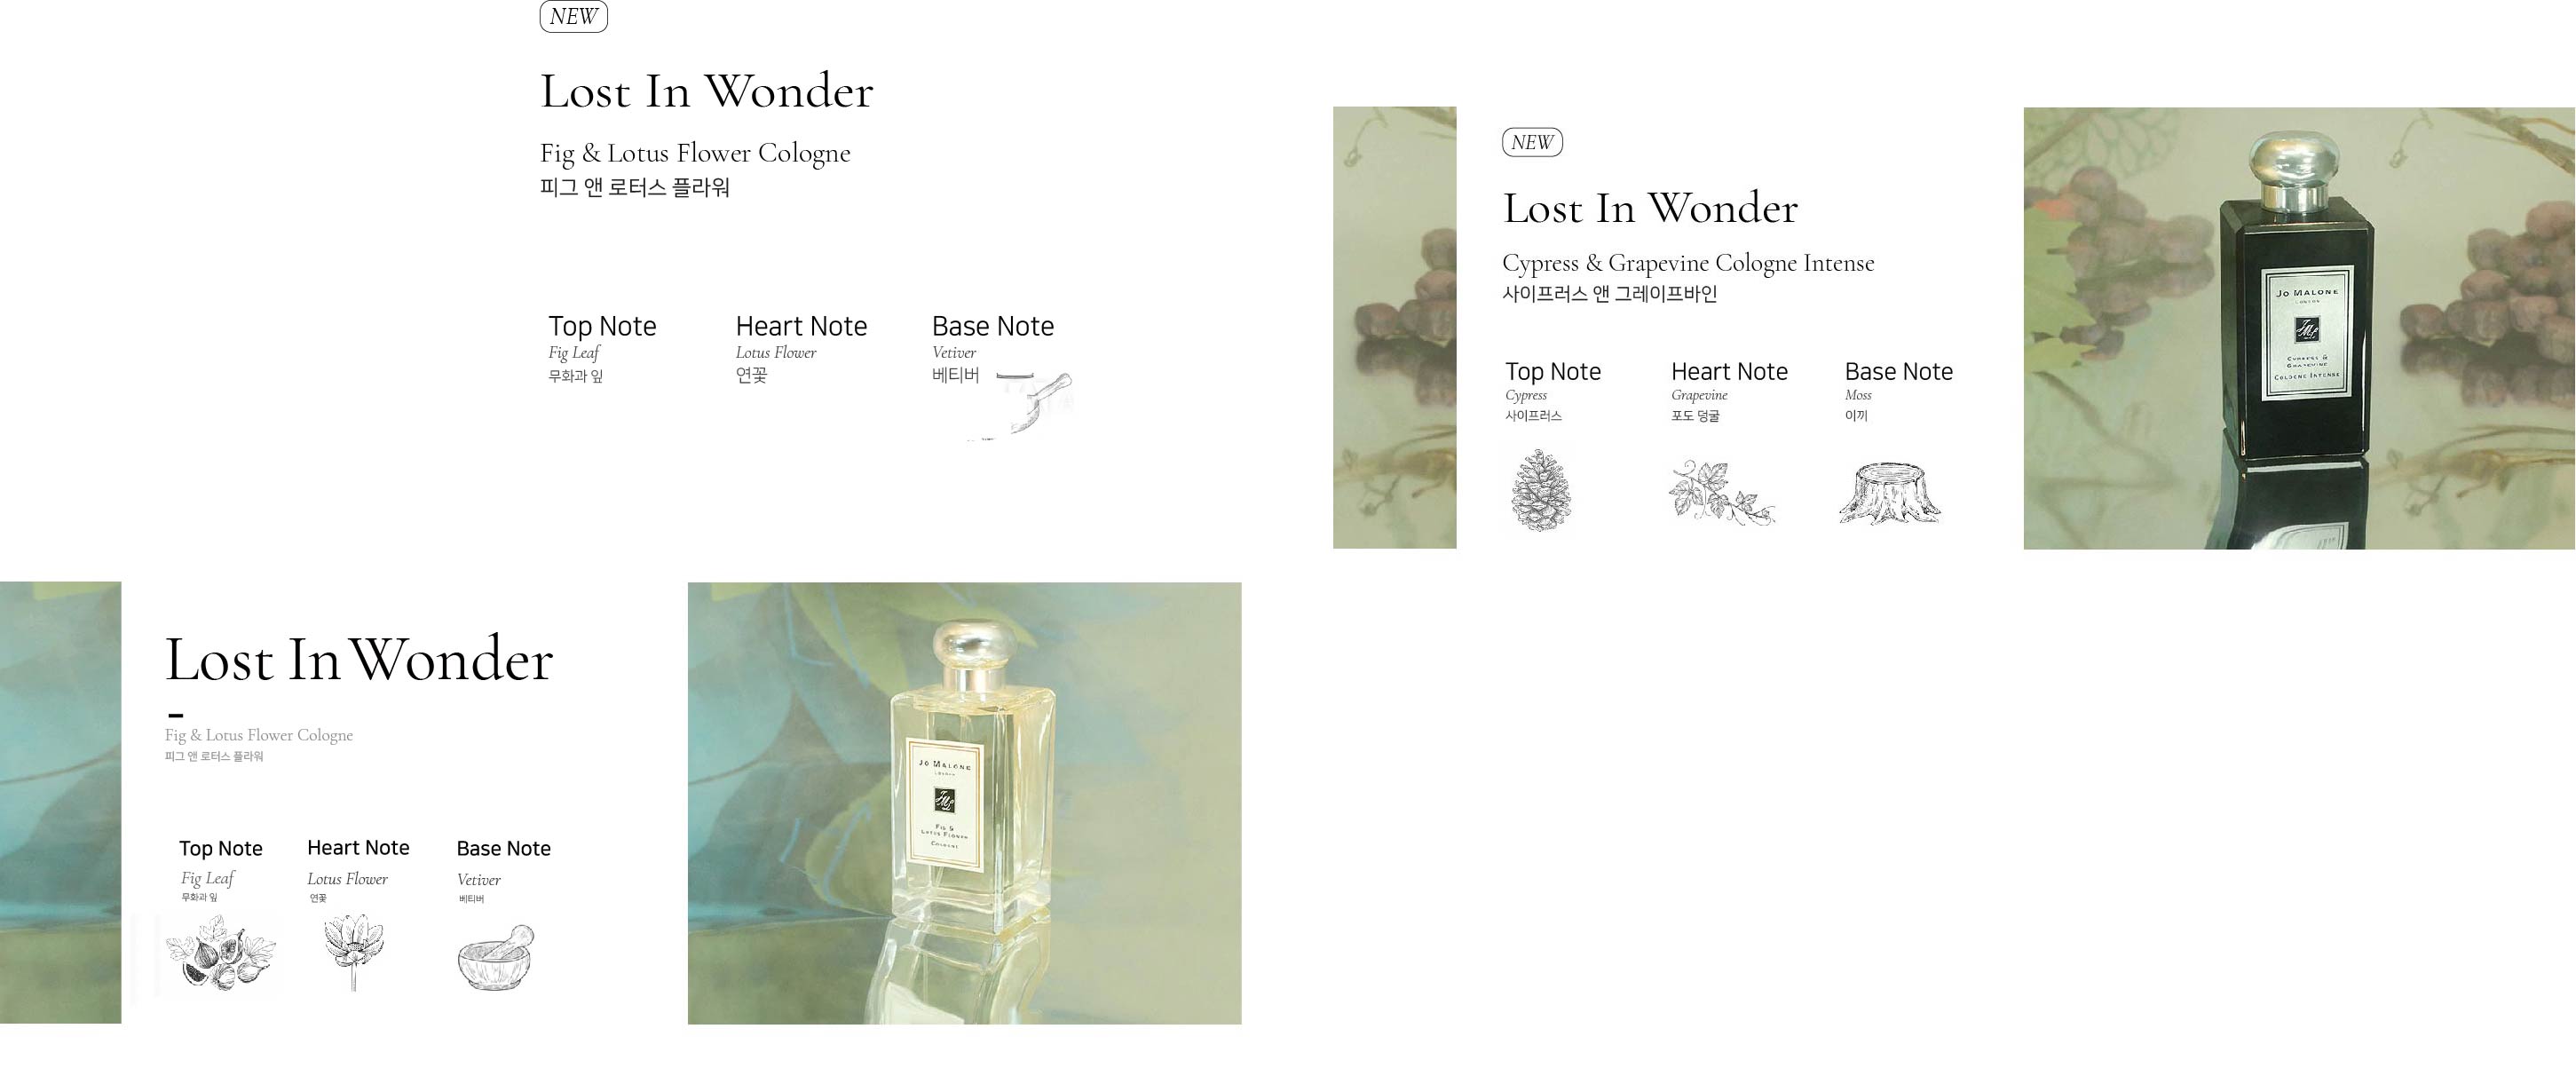 NEW
Lost In Wonder
Fig & Lotus Flower Cologne
피그 앤 로터스 플라워
Top Note
Fig Leaf
무화과 잎
Heart Note
Lotus Flower
연꽃
Base Note
Vetiver
베티버
NEW
Lost In Wonder
Cypress & Grapevine Cologne Intense
사이프러스 앤 그레이프바인
Top Note
Cypress
사이프러스
Heart Note
Grapevine
포도 덩굴
Base Note
Moss
이끼
JO MALONE
LONDON
CYPRESS &
GRAPEVINE
COLOGNE INTENSE
Lost In Wonder
Fig & Lotus Flower Cologne
피그 앤 로터스 플라워
Top Note
Fig Leaf
무화과 잎
Heart Note
Lotus Flower
연꽃
Base Note
Vetiver
베티버
JO MALONE
LONDON
FIG &
LOTUS FLOWER
COLOGNE